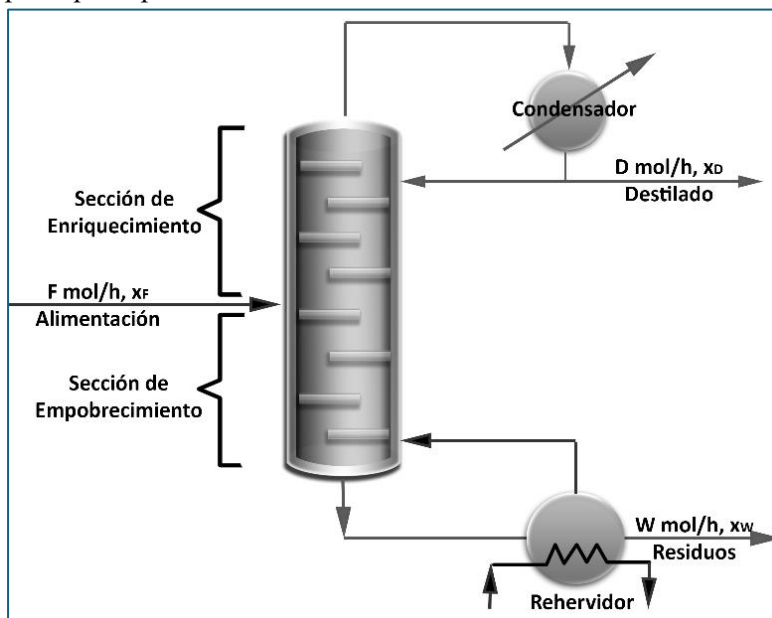 Condensador
D mol/h, xD
Destilado
Sección de
Enriquecimiento
F mol/h, xF
Alimentación
Sección de
Empobrecimiento
W mol/h, xW
Residuos
Rehervidor